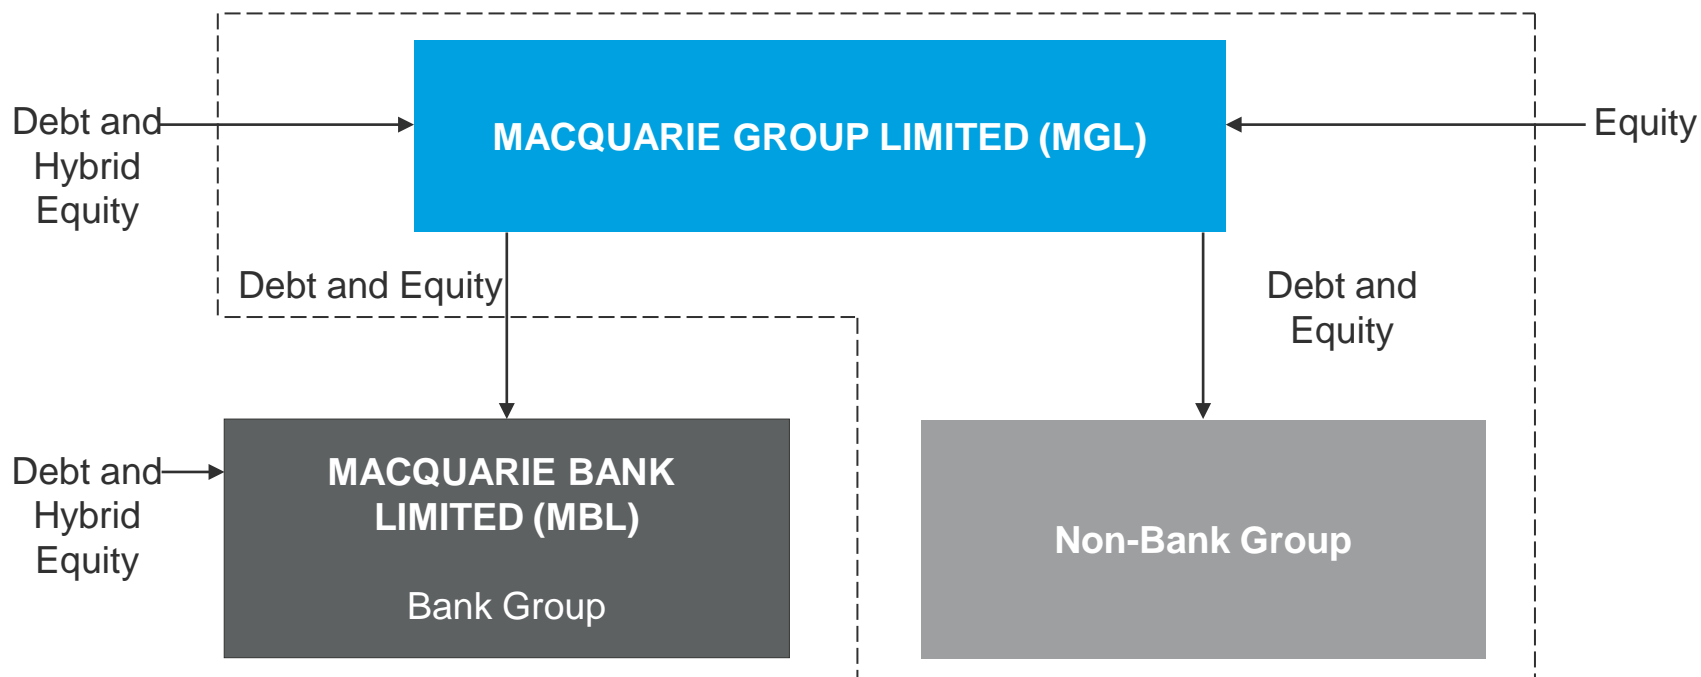 MACQUARIE GROUP LIMITED (MGL)
Debt and
Hybrid
Equity
Equity
Debt and Equity
Debt and
Equity
Debt and
Hybrid
Equity
MACQUARIE BANK
LIMITED (MBL)
Bank Group
Non-Bank Group